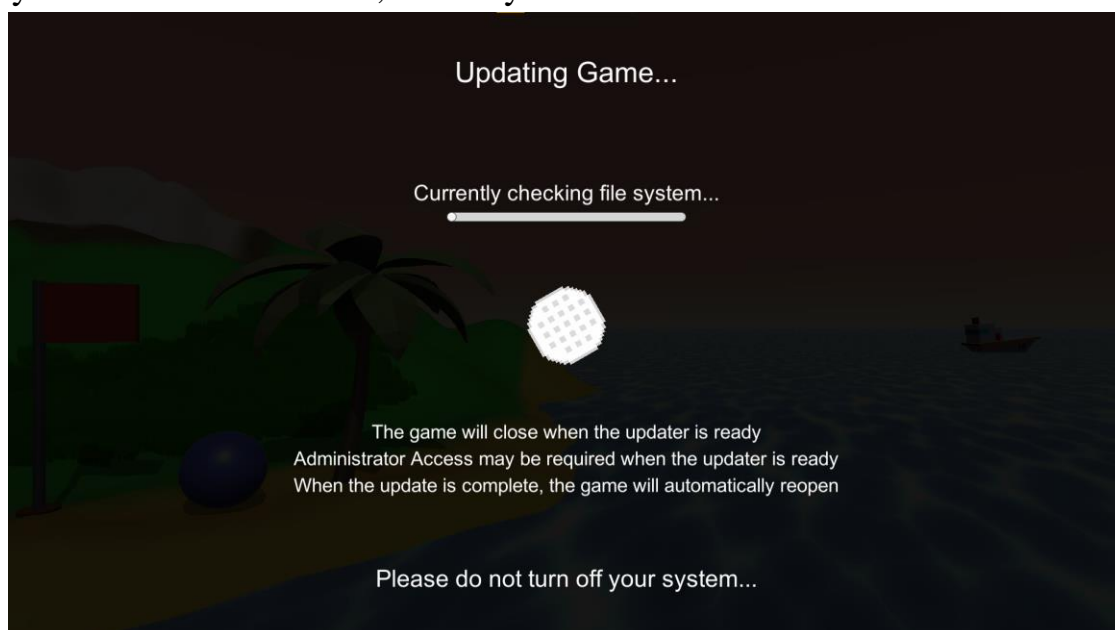 Updating Game...
Currently checking file system...
The game will close when the updater is ready
Administrator Access may be required when the updater is ready
When the update is complete, the game will automatically reopen
Please do not turn off your system...